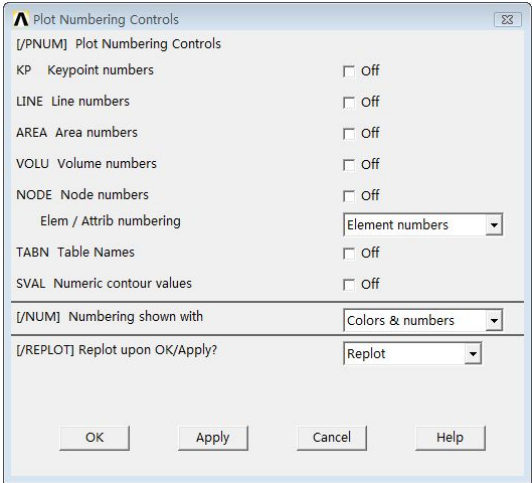 Plot Numbering Controls
[/PNUM] Plot Numbering Controls
KP Keypoint numbers Off
LINE Line numbers Off
AREA Area numbers Off
VOLU Volume numbers Off
NODE Node numbers Off
Elem / Attrib numbering Element numbers
TABN Table Names Off
SVAL Numeric contour values Off
[/NUM] Numbering shown with Colors & numbers
[/REPLOT] Replot upon OK/Apply? Replot
OK Apply Cancel Help